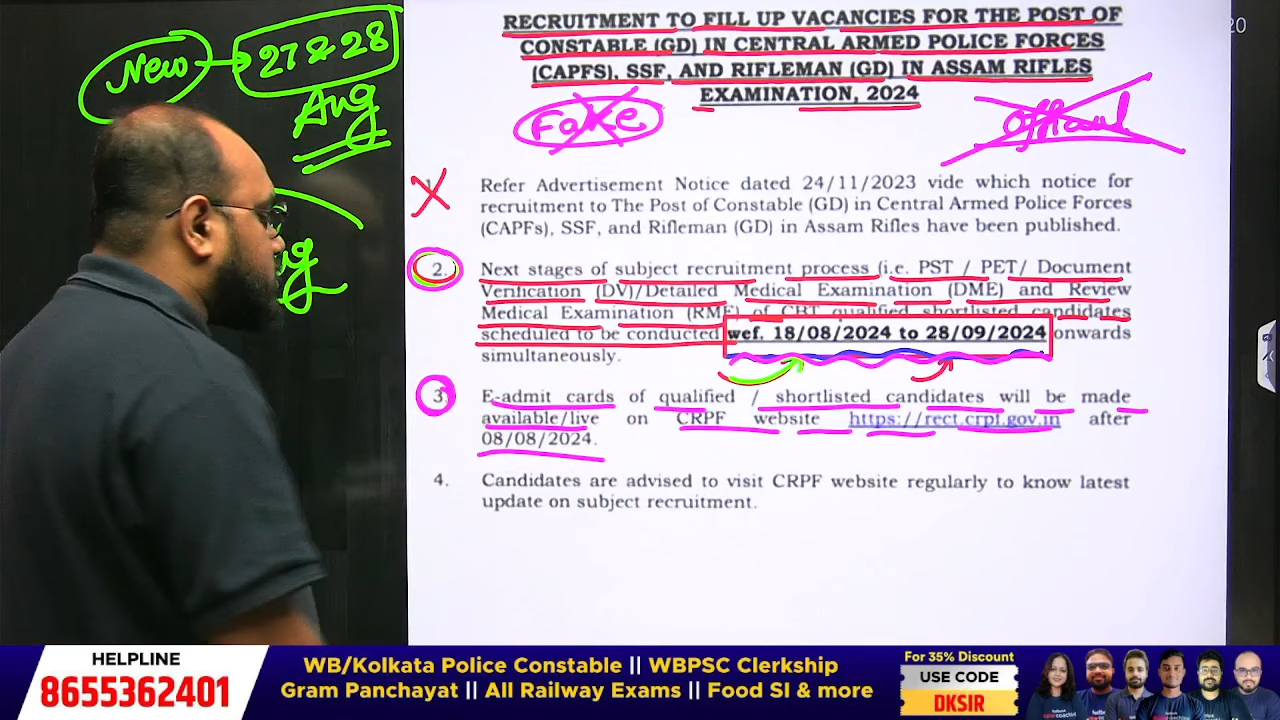 New → 27 & 28
Aug
RECRUITMENT TO FILL UP VACANCIES FOR THE POST OF
CONSTABLE (GD) IN CENTRAL ARMED POLICE FORCES
(CAPFS), SSF, AND RIFLEMAN (GD) IN ASSAM RIFLES
EXAMINATION, 2024
20
Fake
Refer Advertisement Notice dated 24/11/2023 vide which notice for
recruitment to The Post of Constable (GD) in Central Armed Police Forces
(CAPFs), SSF, and Rifleman (GD) in Assam Rifles have been published.
2. Next stages of subject recruitment process (i.e. PST / PET/ Document
Verification (DV)/Detailed Medical Examination (DME) and Review
Medical Examination (RME) of CBT qualified shortlisted candidates
scheduled to be conducted wef. 18/08/2024 to 28/09/2024 onwards
simultaneously.
3. E-admit cards of qualified / shortlisted candidates will be made
available/live on CRPF website https://rect.crpf.gov.in after
08/08/2024.
4. Candidates are advised to visit CRPF website regularly to know latest
update on subject recruitment.
HELPLINE
8655362401
WB/Kolkata Police Constable || WBPSC Clerkship
Gram Panchayat || All Railway Exams || Food SI & more
For 35% Discount
USE CODE
DKSIR